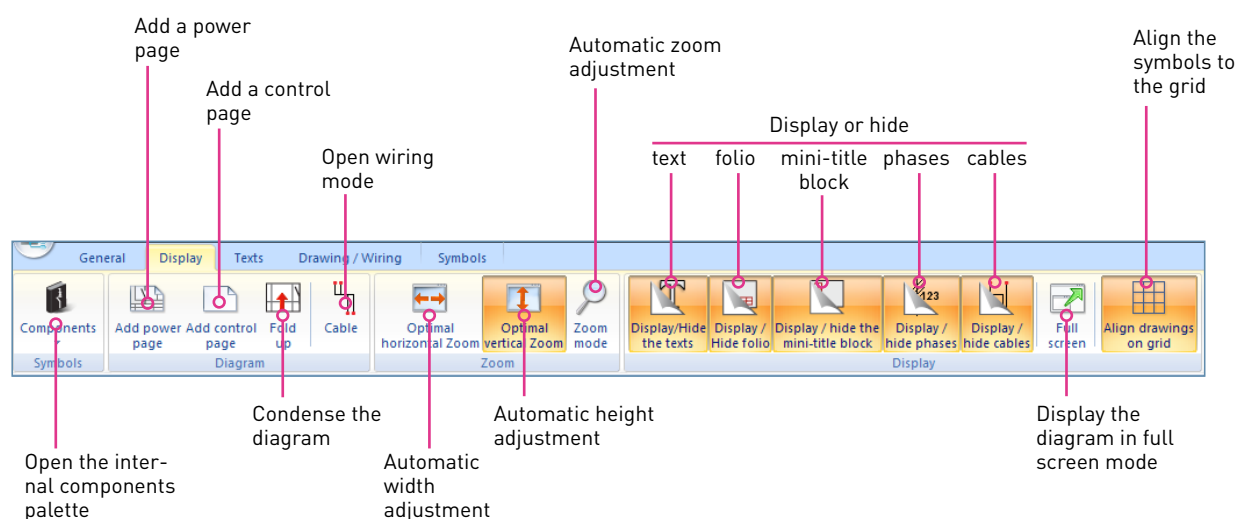 Add a power
page
Automatic zoom
adjustment
Align the
symbols to
the grid
Add a control
page
Display or hide
Open wiring
mode
text folio mini-title phases cables
block
General Display Texts Drawing / Wiring Symbols
123
Components Add power Add control Fold Cable Optimal Optimal Zoom Display/Hide Display / Display / hide the Display / Display / Full Align drawings
page page up horizontal Zoom vertical Zoom mode the texts Hide folio mini-title block hide phases hide cables screen on grid
Symbols Diagram Zoom Display
Condense the
diagram
Automatic height
adjustment
Display the
diagram in full
screen mode
Open the inter-
nal components
palette
Automatic
width
adjustment